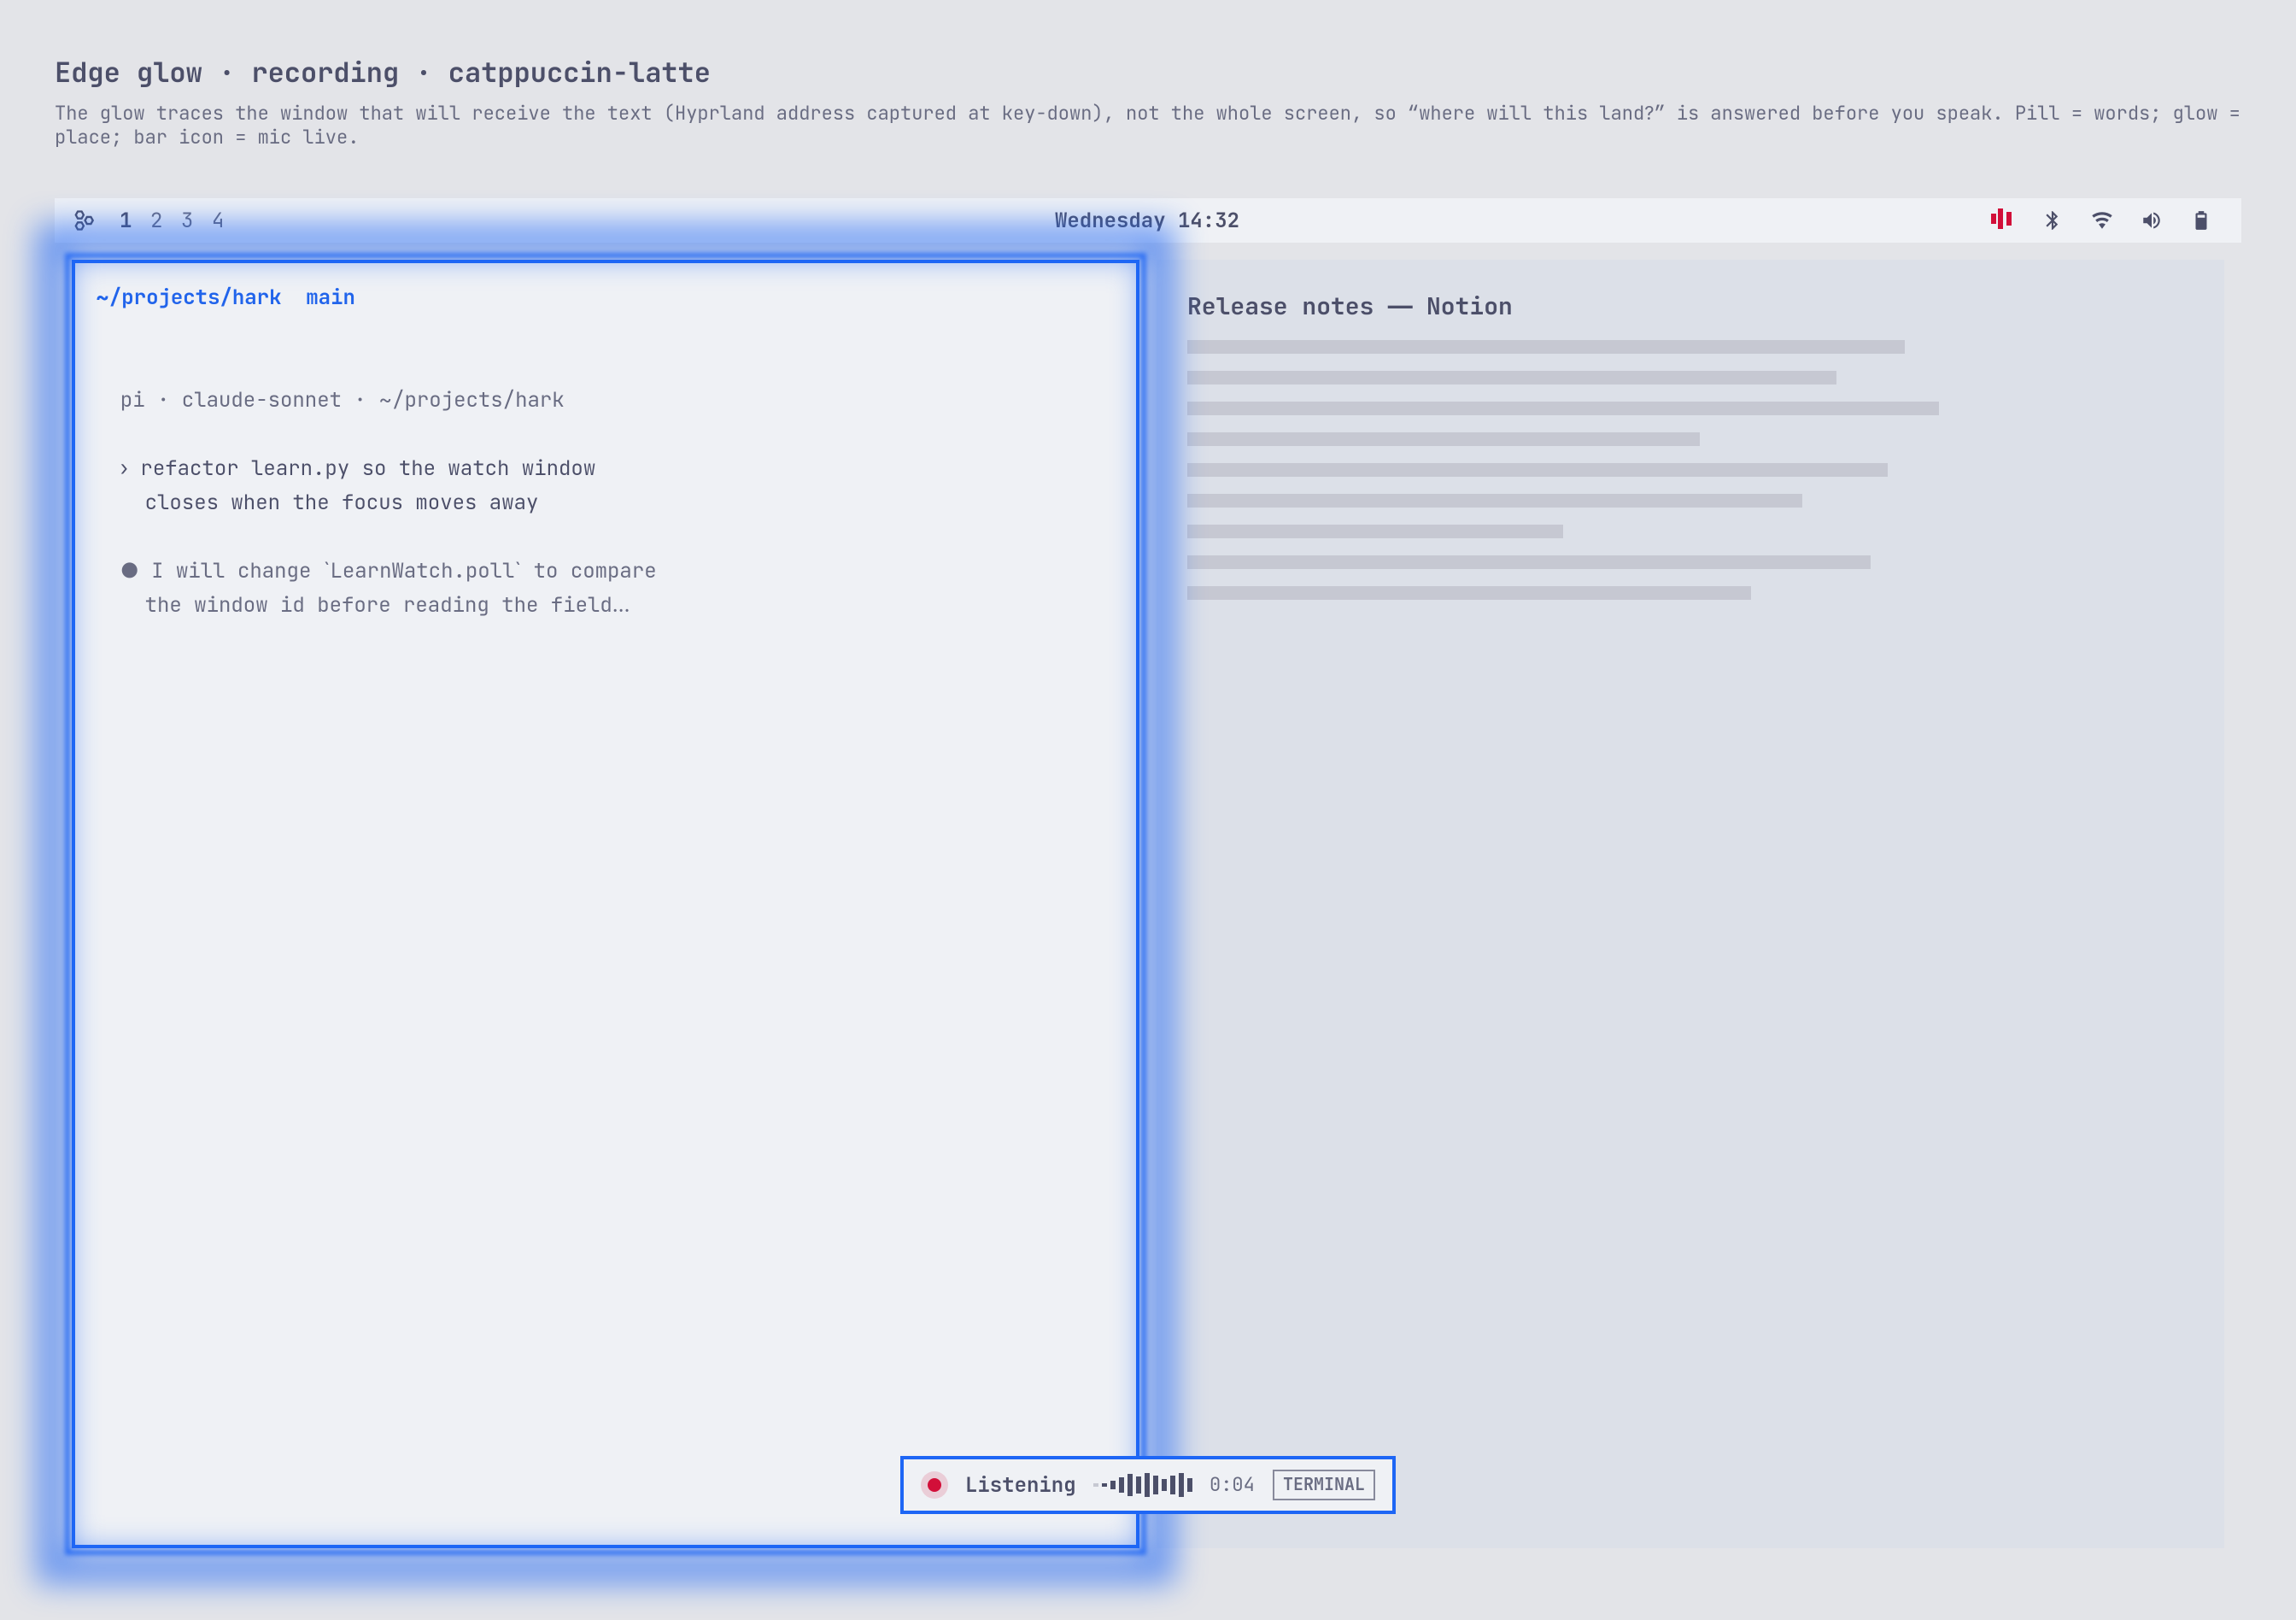 Edge glow · recording · catppuccin-latte
The glow traces the window that will receive the text (Hyprland address captured at key-down), not the whole screen, so “where will this land?” is answered before you speak. Pill = words; glow =
place; bar icon = mic live.
1 2 3 4
Wednesday 14:32
~/projects/hark main
pi · claude-sonnet · ~/projects/hark
› refactor learn.py so the watch window
closes when the focus moves away
● I will change `LearnWatch.poll` to compare
the window id before reading the field…
Release notes — Notion
Listening 0:04 TERMINAL